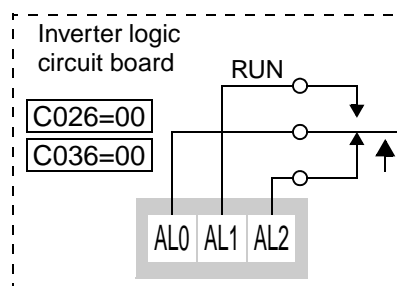 Inverter logic
circuit board
RUN
C026=00
C036=00
AL0 AL1 AL2